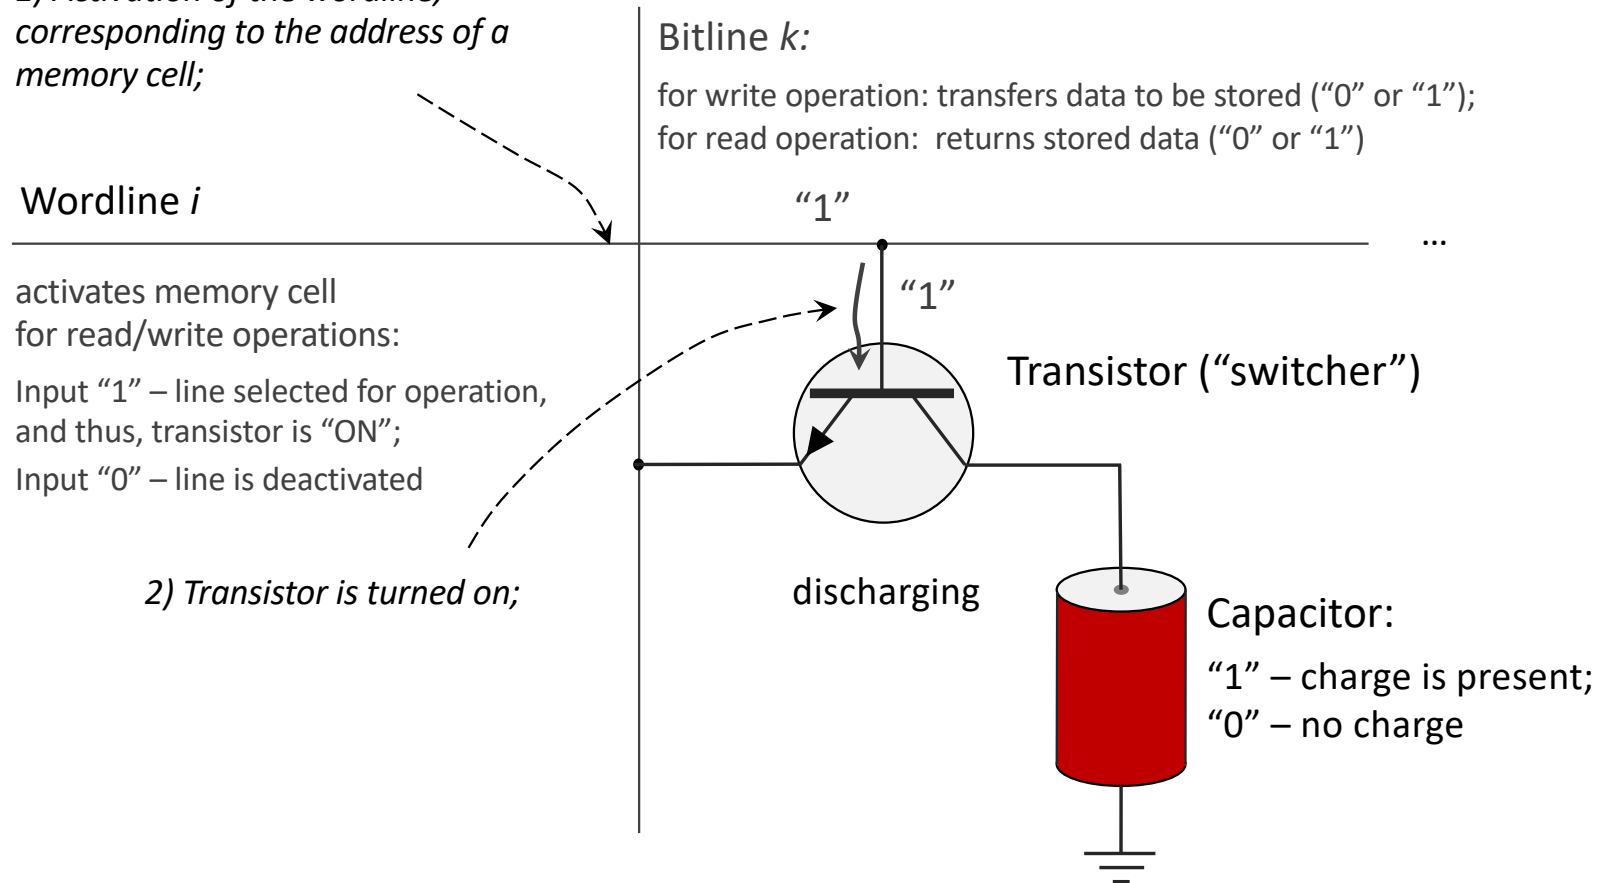 corresponding to the address of a
memory cell;
Bitline k:
for write operation: transfers data to be stored (“0” or “1”);
for read operation: returns stored data (“0” or “1”)
Wordline i
“1”
...
activates memory cell
for read/write operations:
“1”
Input “1” – line selected for operation,
and thus, transistor is “ON”;
Input “0” – line is deactivated
Transistor (“switcher”)
2) Transistor is turned on;
discharging
Capacitor:
“1” – charge is present;
“0” – no charge